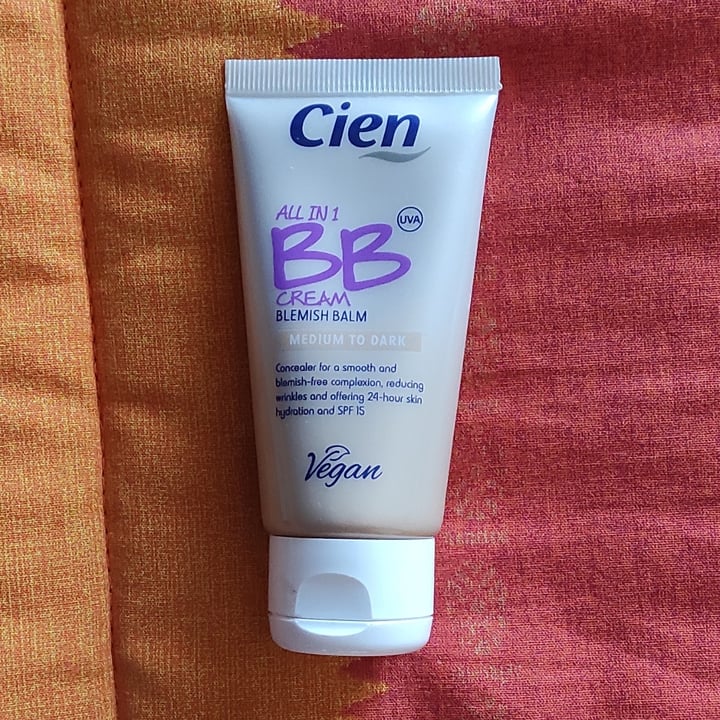 Cien
ALL IN 1
UVA
BB
CREAM
BLEMISH BALM
MEDIUM TO DARK
Concealer for a smooth and
blemish-free complexion, reducing
wrinkles and offering 24-hour skin
hydration and SPF 15
Vegan